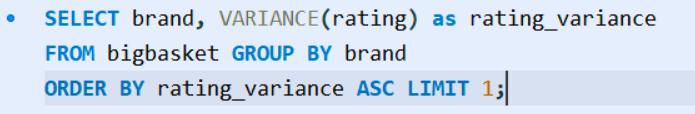 SELECT brand, VARIANCE(rating) as rating_variance
FROM bigbasket GROUP BY brand
ORDER BY rating_variance ASC LIMIT 1;